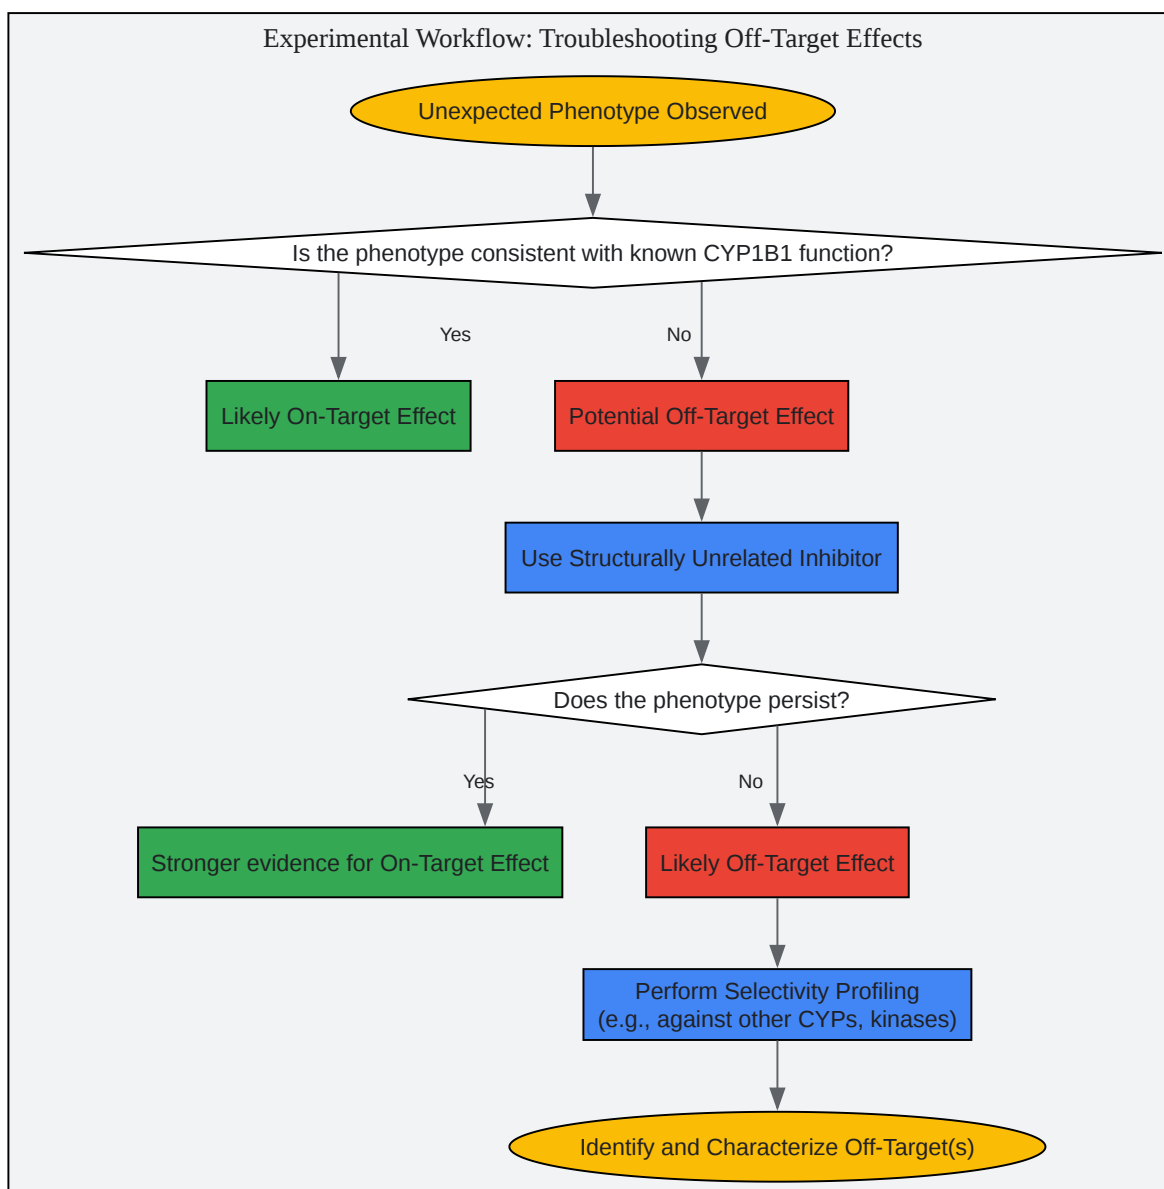 Experimental Workflow: Troubleshooting Off-Target Effects
Unexpected Phenotype Observed
Is the phenotype consistent with known CYP1B1 function?
Yes
No
Likely On-Target Effect
Potential Off-Target Effect
Use Structurally Unrelated Inhibitor
Does the phenotype persist?
Yes
No
Stronger evidence for On-Target Effect
Likely Off-Target Effect
Perform Selectivity Profiling
(e.g., against other CYPs, kinases)
Identify and Characterize Off-Target(s)